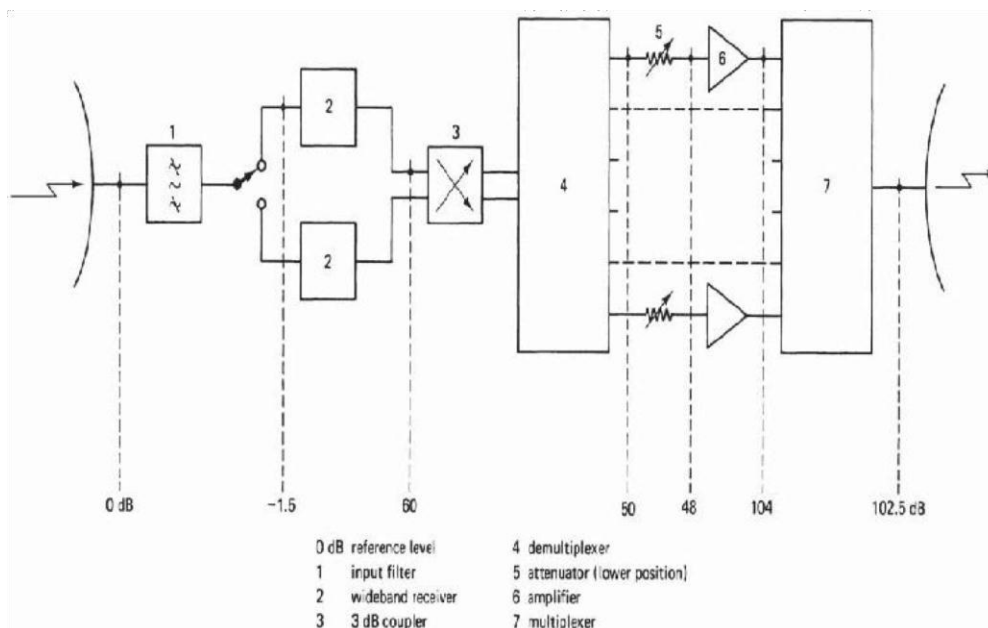 5
6
2
1
3
4
7
2
0 dB
−1.5
60
50
48
104
102.5 dB
0 dB reference level
1 input filter
2 wideband receiver
3 3 dB coupler
4 demultiplexer
5 attenuator (lower position)
6 amplifier
7 multiplexer